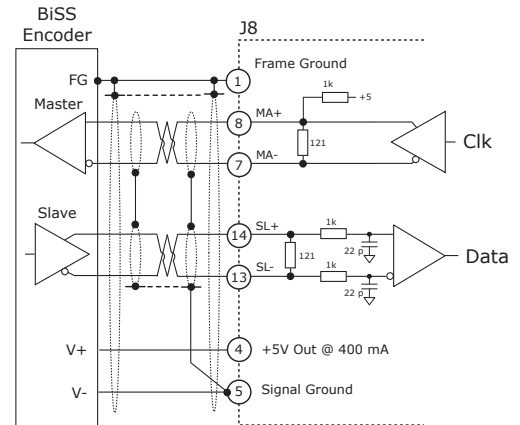 BiSS
Encoder
J8
FG
1
Frame Ground
1k
+5
Master
8
MA+
121
Clk
7
MA-
Slave
14
SL+
1k
22 p
121
Data
13
SL-
1k
22 p
V+
4
+5V Out @ 400 mA
V-
5
Signal Ground